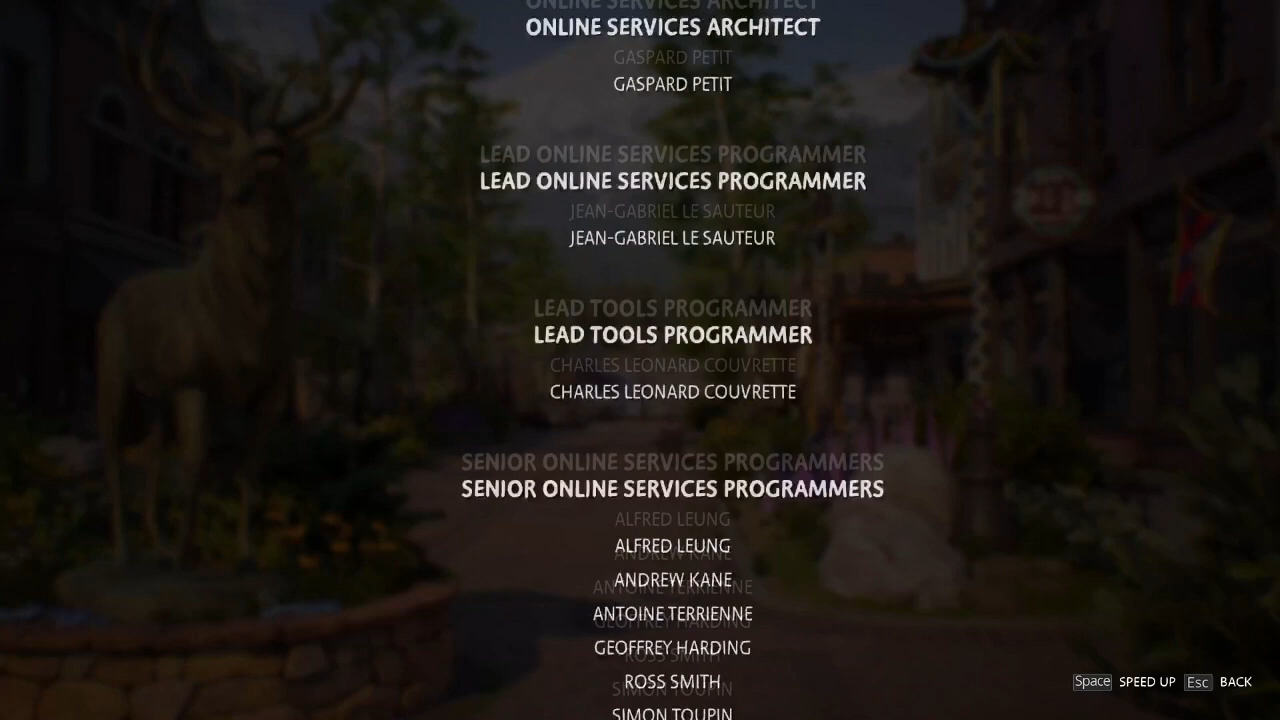 ONLINE SERVICES ARCHITECT
GASPARD PETIT
LEAD ONLINE SERVICES PROGRAMMER
JEAN-GABRIEL LE SAUTEUR
LEAD TOOLS PROGRAMMER
CHARLES LEONARD COUVRETTE
SENIOR ONLINE SERVICES PROGRAMMERS
ALFRED LEUNG
ANDREW KANE
ANTOINE TERRIENNE
GEOFFREY HARDING
ROSS SMITH
SIMON TOUPIN
Space SPEED UP Esc BACK